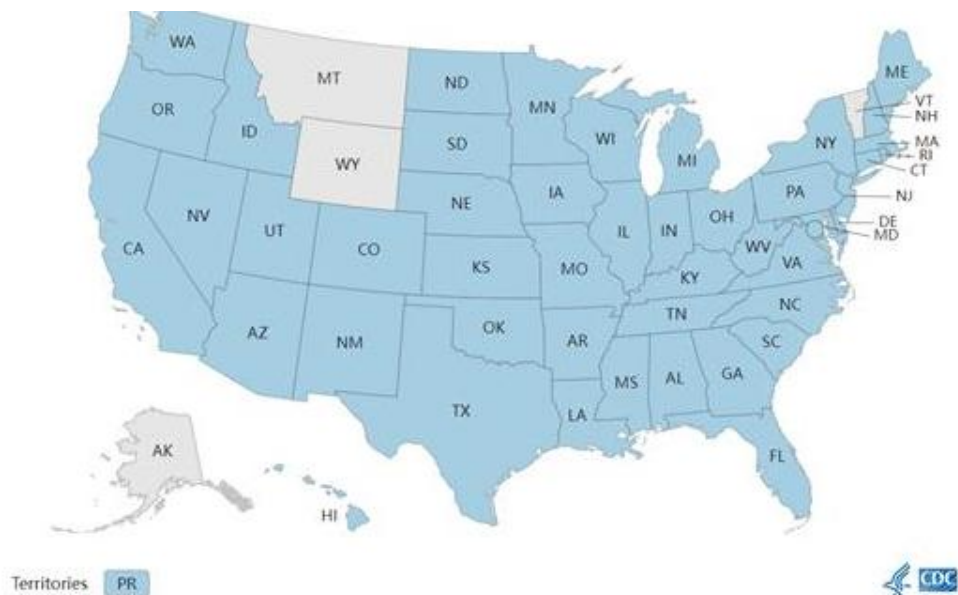 WA
MT
ND
MN
ME
VT
NH
OR
ID
SD
WI
MI
NY
MA
RI
CT
WY
NE
IA
PA
NJ
NV
UT
CO
IL
IN
OH
DE
MD
CA
KS
MO
WV
KY
VA
AZ
NM
OK
AR
TN
NC
SC
TX
LA
MS
AL
GA
AK
HI
FL
Territories PR
CDC